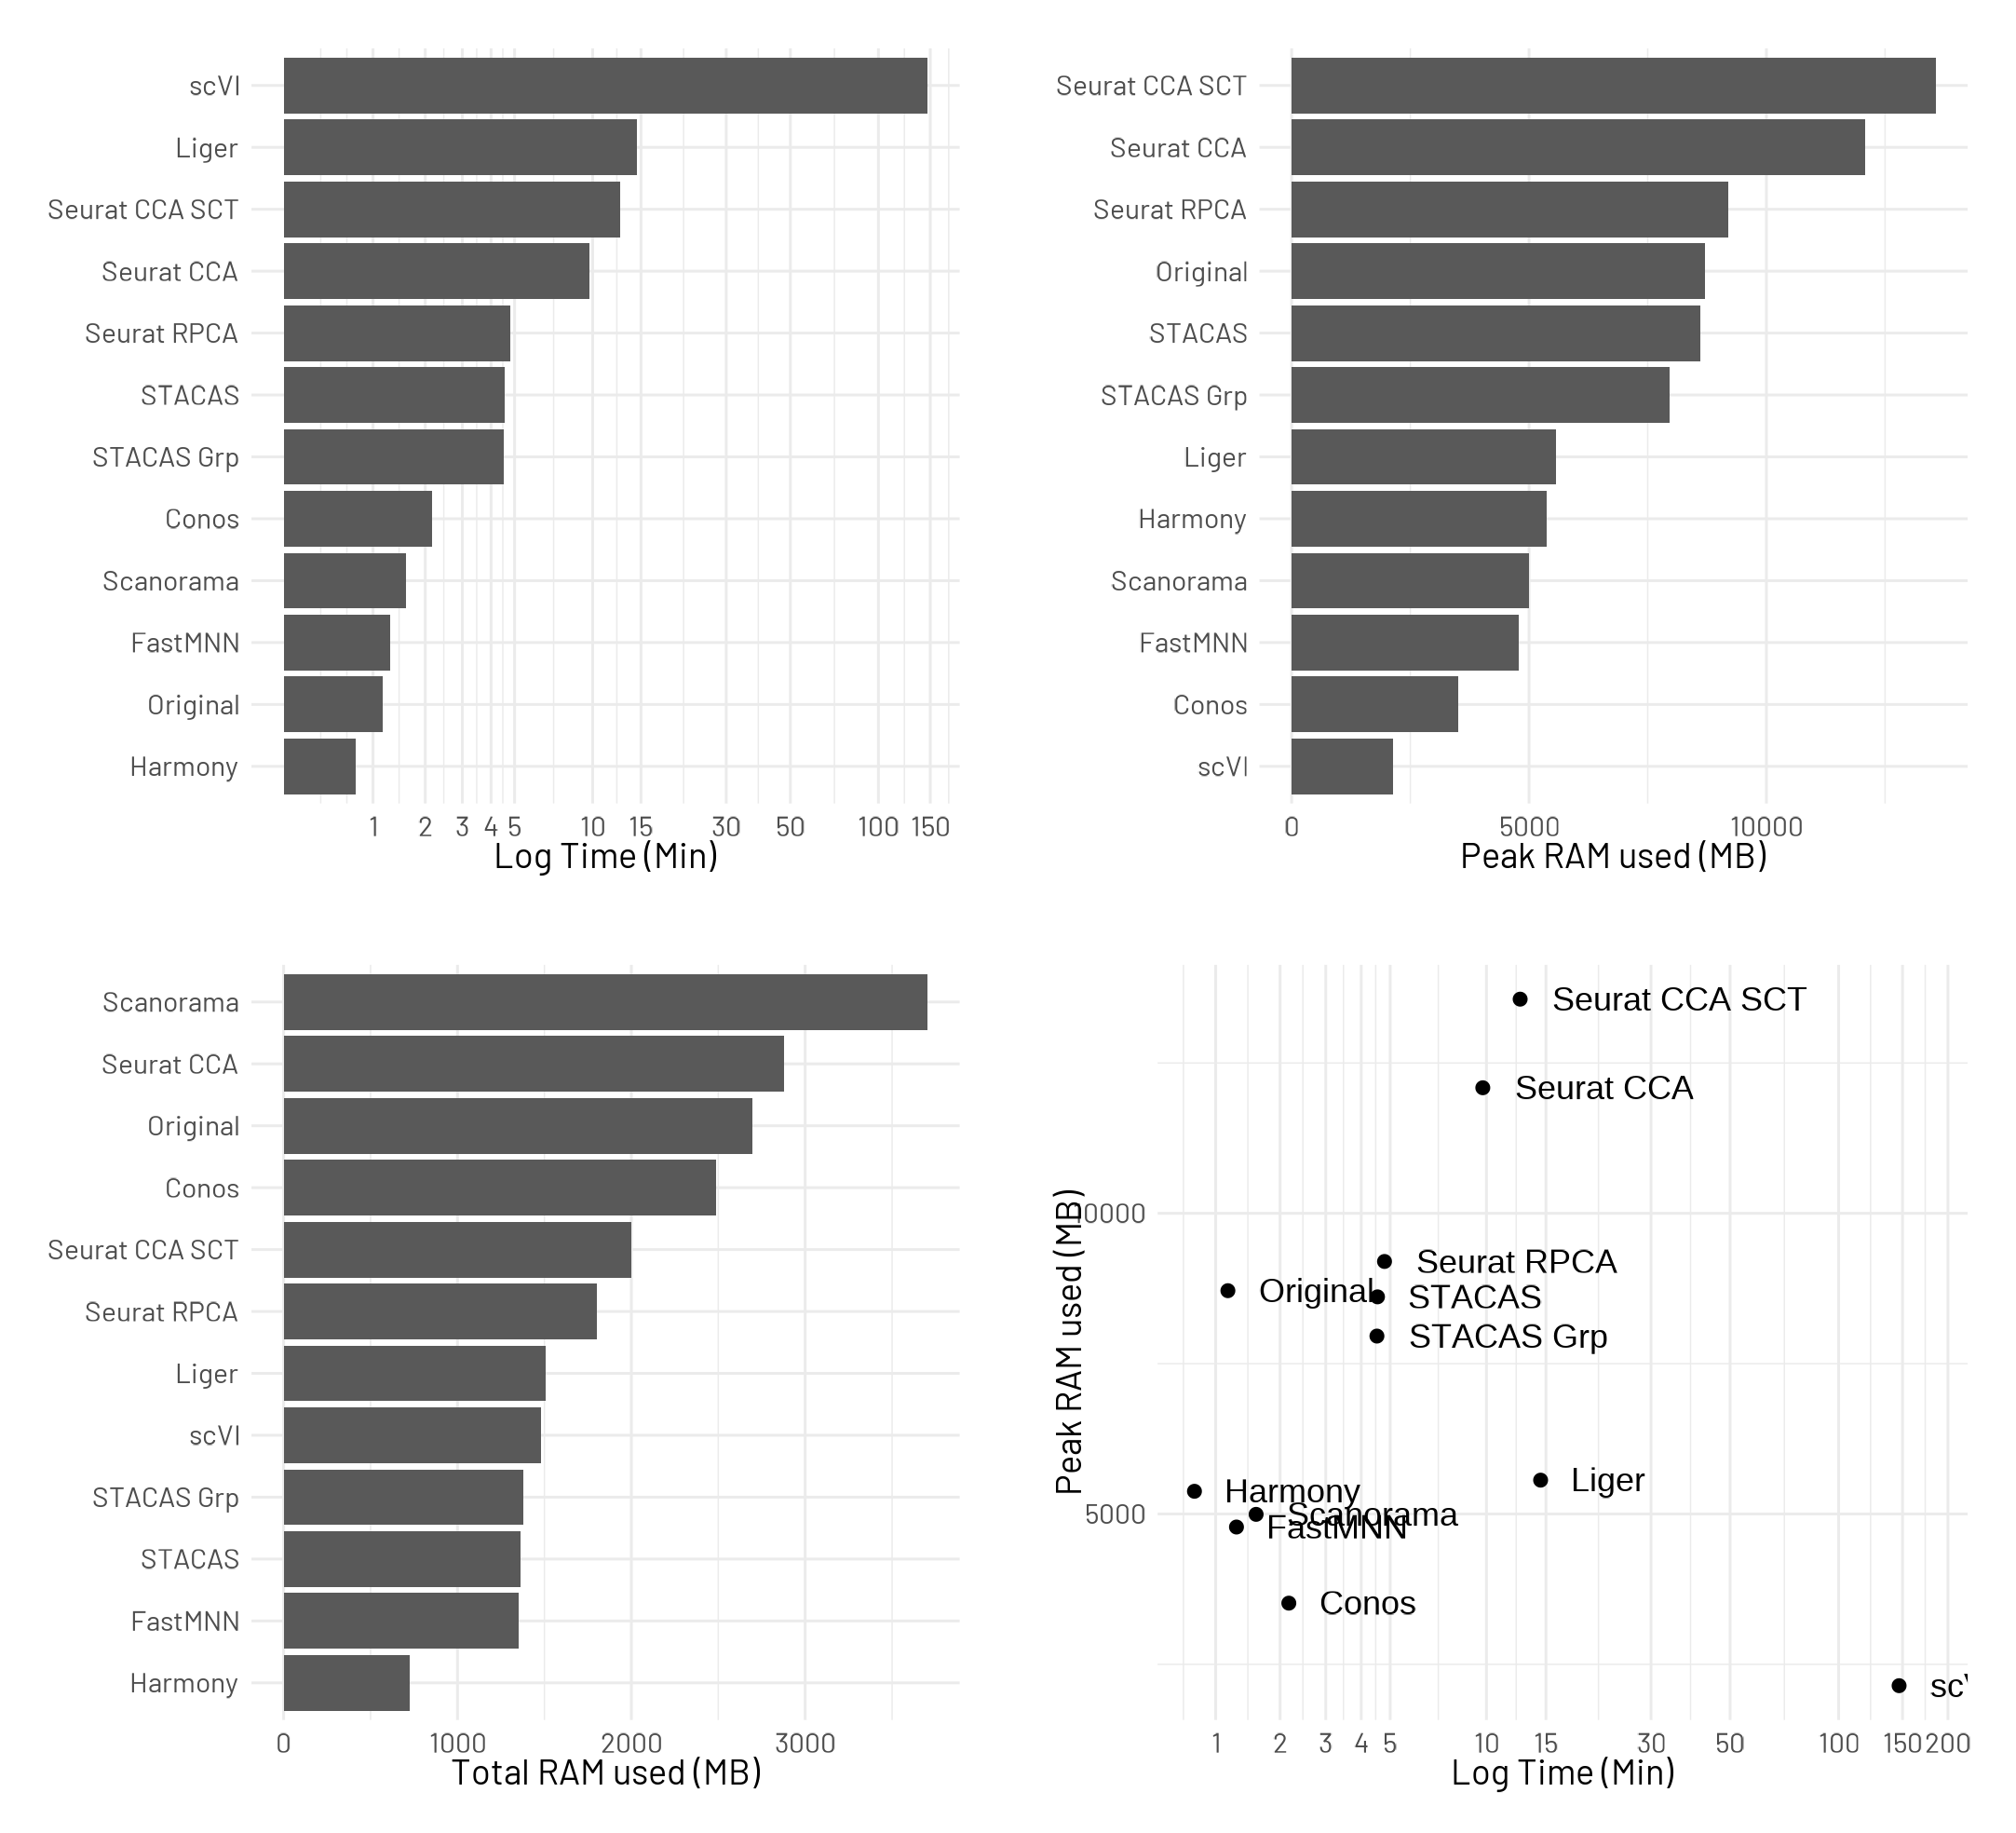 scVI
Liger
Seurat CCA SCT
Seurat CCA
Seurat RPCA
STACAS
STACAS Grp
Conos
Scanorama
FastMNN
Original
Harmony
1 2 3 4 5 10 15 30 50 100 150
Log Time (Min)
Seurat CCA SCT
Seurat CCA
Seurat RPCA
Original
STACAS
STACAS Grp
Liger
Harmony
Scanorama
FastMNN
Conos
scVI
0 5000 10000
Peak RAM used (MB)
Scanorama
Seurat CCA
Original
Conos
Seurat CCA SCT
Seurat RPCA
Liger
scVI
STACAS Grp
STACAS
FastMNN
Harmony
0 1000 2000 3000
Total RAM used (MB)
Peak RAM used (MB)
10000
5000
Seurat CCA SCT
Seurat CCA
Seurat RPCA
Original
STACAS
STACAS Grp
Liger
Harmony
Scanorama
FastMNN
Conos
1 2 3 4 5 10 15 30 50 100 150 200
Log Time (Min)